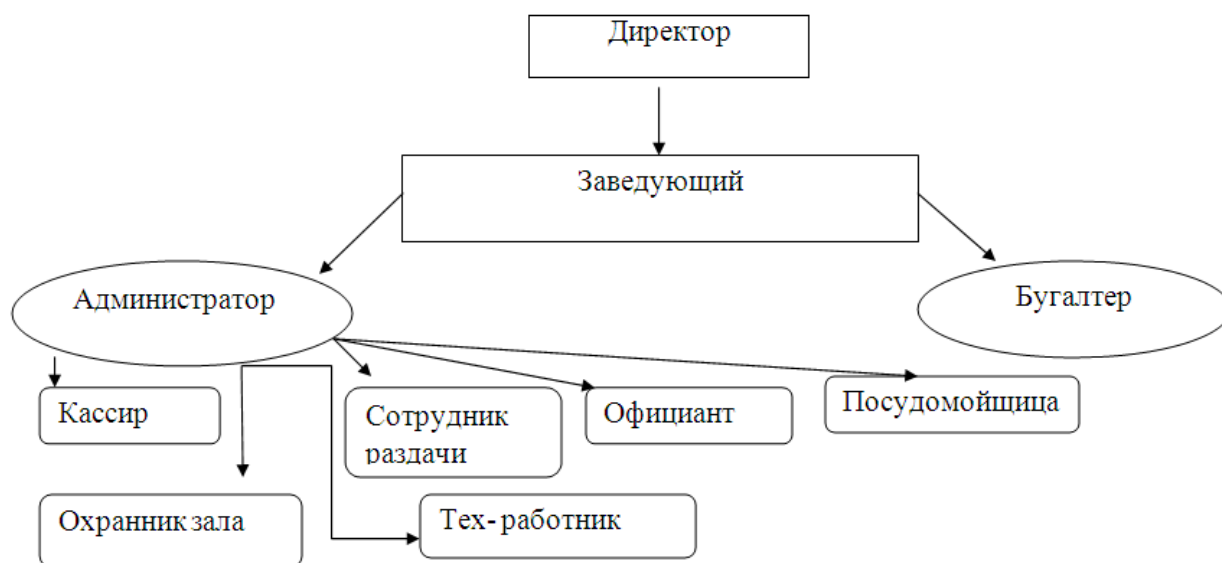 Директор
Заведующий
Администратор
Бугалтер
Кассир
Сотрудник
раздачи
Официант
Посудомойщица
Охранник зала
Тех- работник